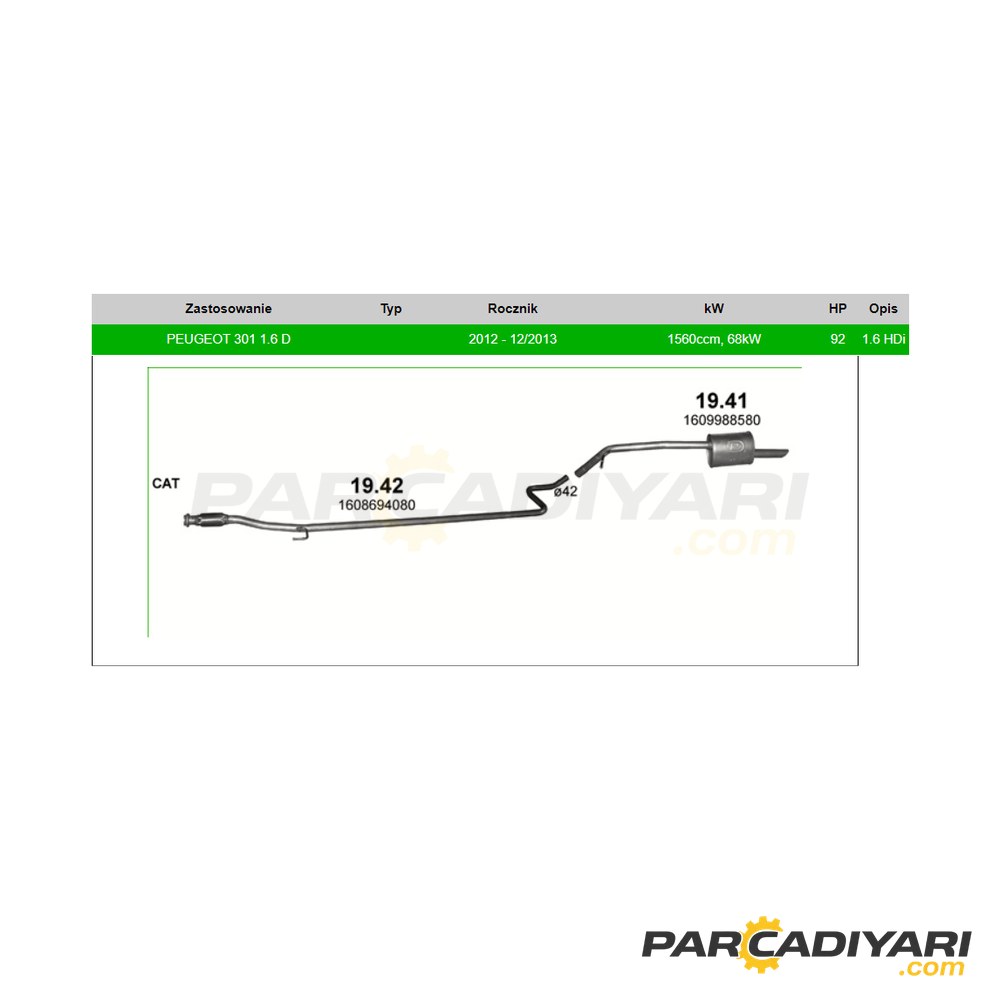 Zastosowanie Typ Rocznik kW HP Opis
PEUGEOT 301 1.6 D 2012 - 12/2013 1560ccm, 68kW 92 1.6 HDi
19.41
1609988580
CAT
19.42
1608694080
ø42
PARCADIYARI
.com
PARCADIYARI
.com